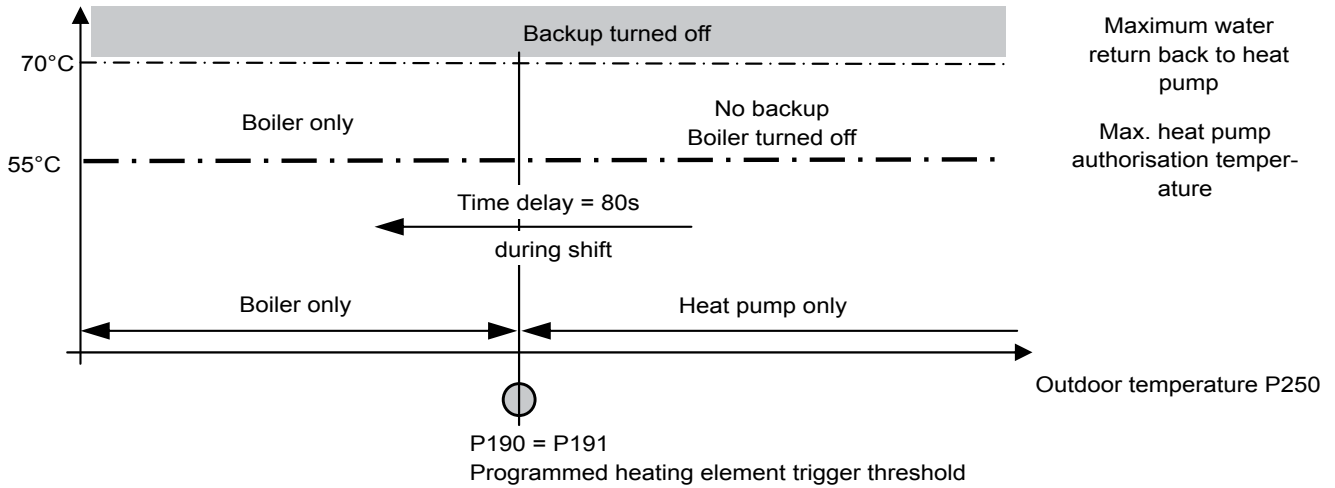 Backup turned off
Maximum water
return back to heat
pump
70°C
Boiler only
No backup
Boiler turned off
Max. heat pump
authorisation temper-
ature
55°C
Time delay = 80s
during shift
Boiler only
Heat pump only
Outdoor temperature P250
P190 = P191
Programmed heating element trigger threshold